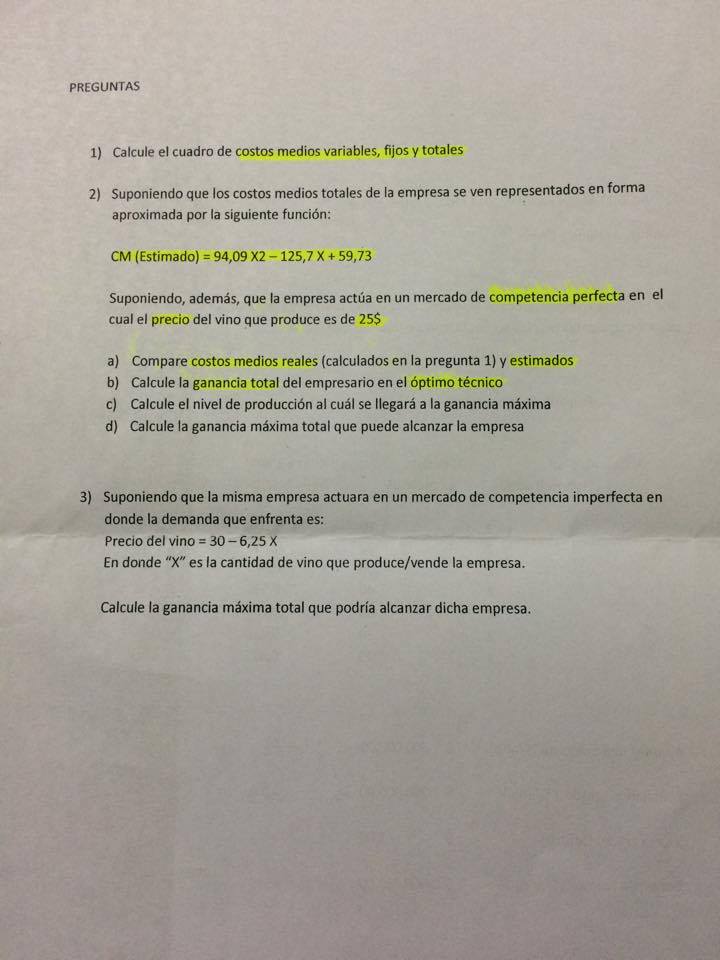 PREGUNTAS
1) Calcule el cuadro de costos medios variables, fijos y totales
2) Suponiendo que los costos medios totales de la empresa se ven representados en forma
aproximada por la siguiente función:
CM (Estimado) = 94,09 X2 – 125,7 X + 59,73
Suponiendo, además, que la empresa actúa en un mercado de competencia perfecta en el
cual el precio del vino que produce es de 25$
a) Compare costos medios reales (calculados en la pregunta 1) y estimados
b) Calcule la ganancia total del empresario en el óptimo técnico
c) Calcule el nivel de producción al cuál se llegará a la ganancia máxima
d) Calcule la ganancia máxima total que puede alcanzar la empresa
3) Suponiendo que la misma empresa actuara en un mercado de competencia imperfecta en
donde la demanda que enfrenta es:
Precio del vino = 30 – 6,25 X
En donde “X” es la cantidad de vino que produce/vende la empresa.
Calcule la ganancia máxima total que podría alcanzar dicha empresa.